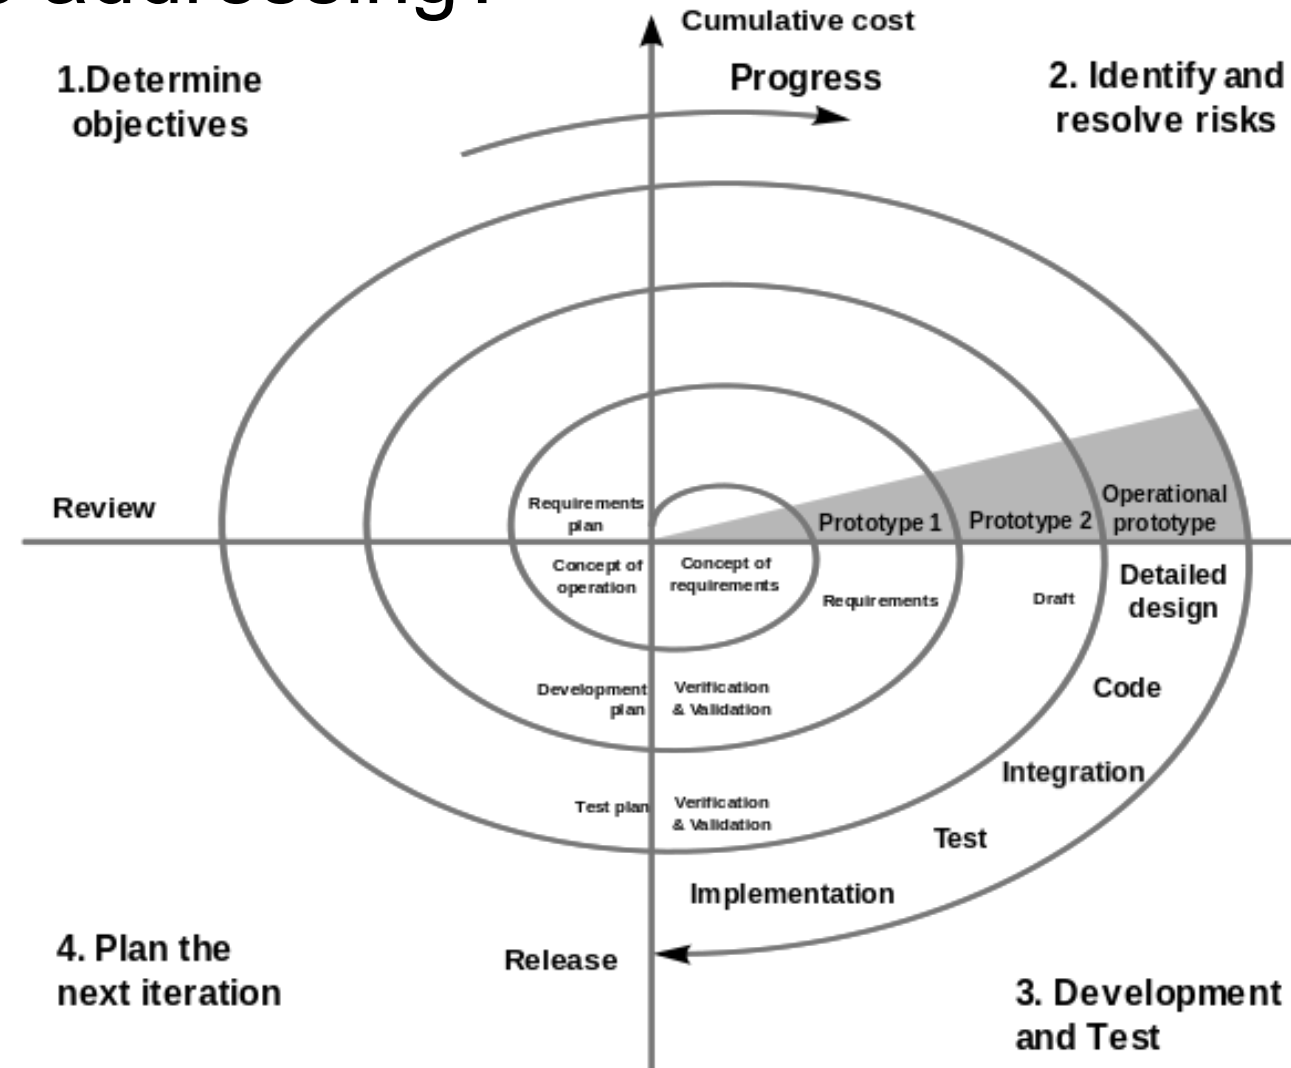 addressing?
Cumulative cost
Progress
1.Determine
objectives
2. Identify and
resolve risks
Review
Requirements
plan
Concept of
operation
Concept of
requirements
Prototype 1
Prototype 2
Operational
prototype
Requirements
Draft
Detailed
design
Development
plan
Verification
& Validation
Code
Integration
Test plan
Verification
& Validation
Test
Implementation
4. Plan the
next iteration
Release
3. Development
and Test